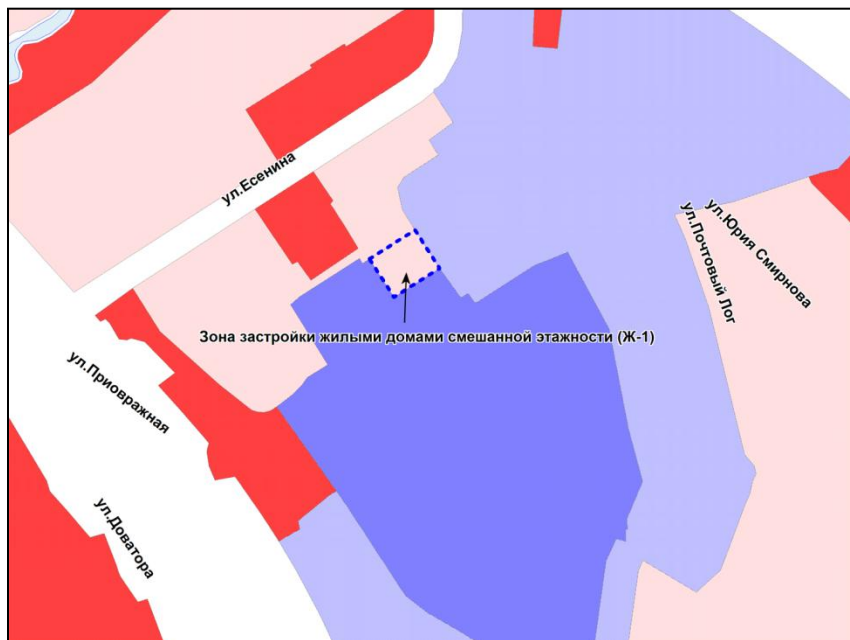 ул.Есенина
ул.Юрия Смирнова
ул.Почтовый Лог
Зона застройки жилыми домами смешанной этажности (Ж-1)
ул.Приовражная
ул.Доватора